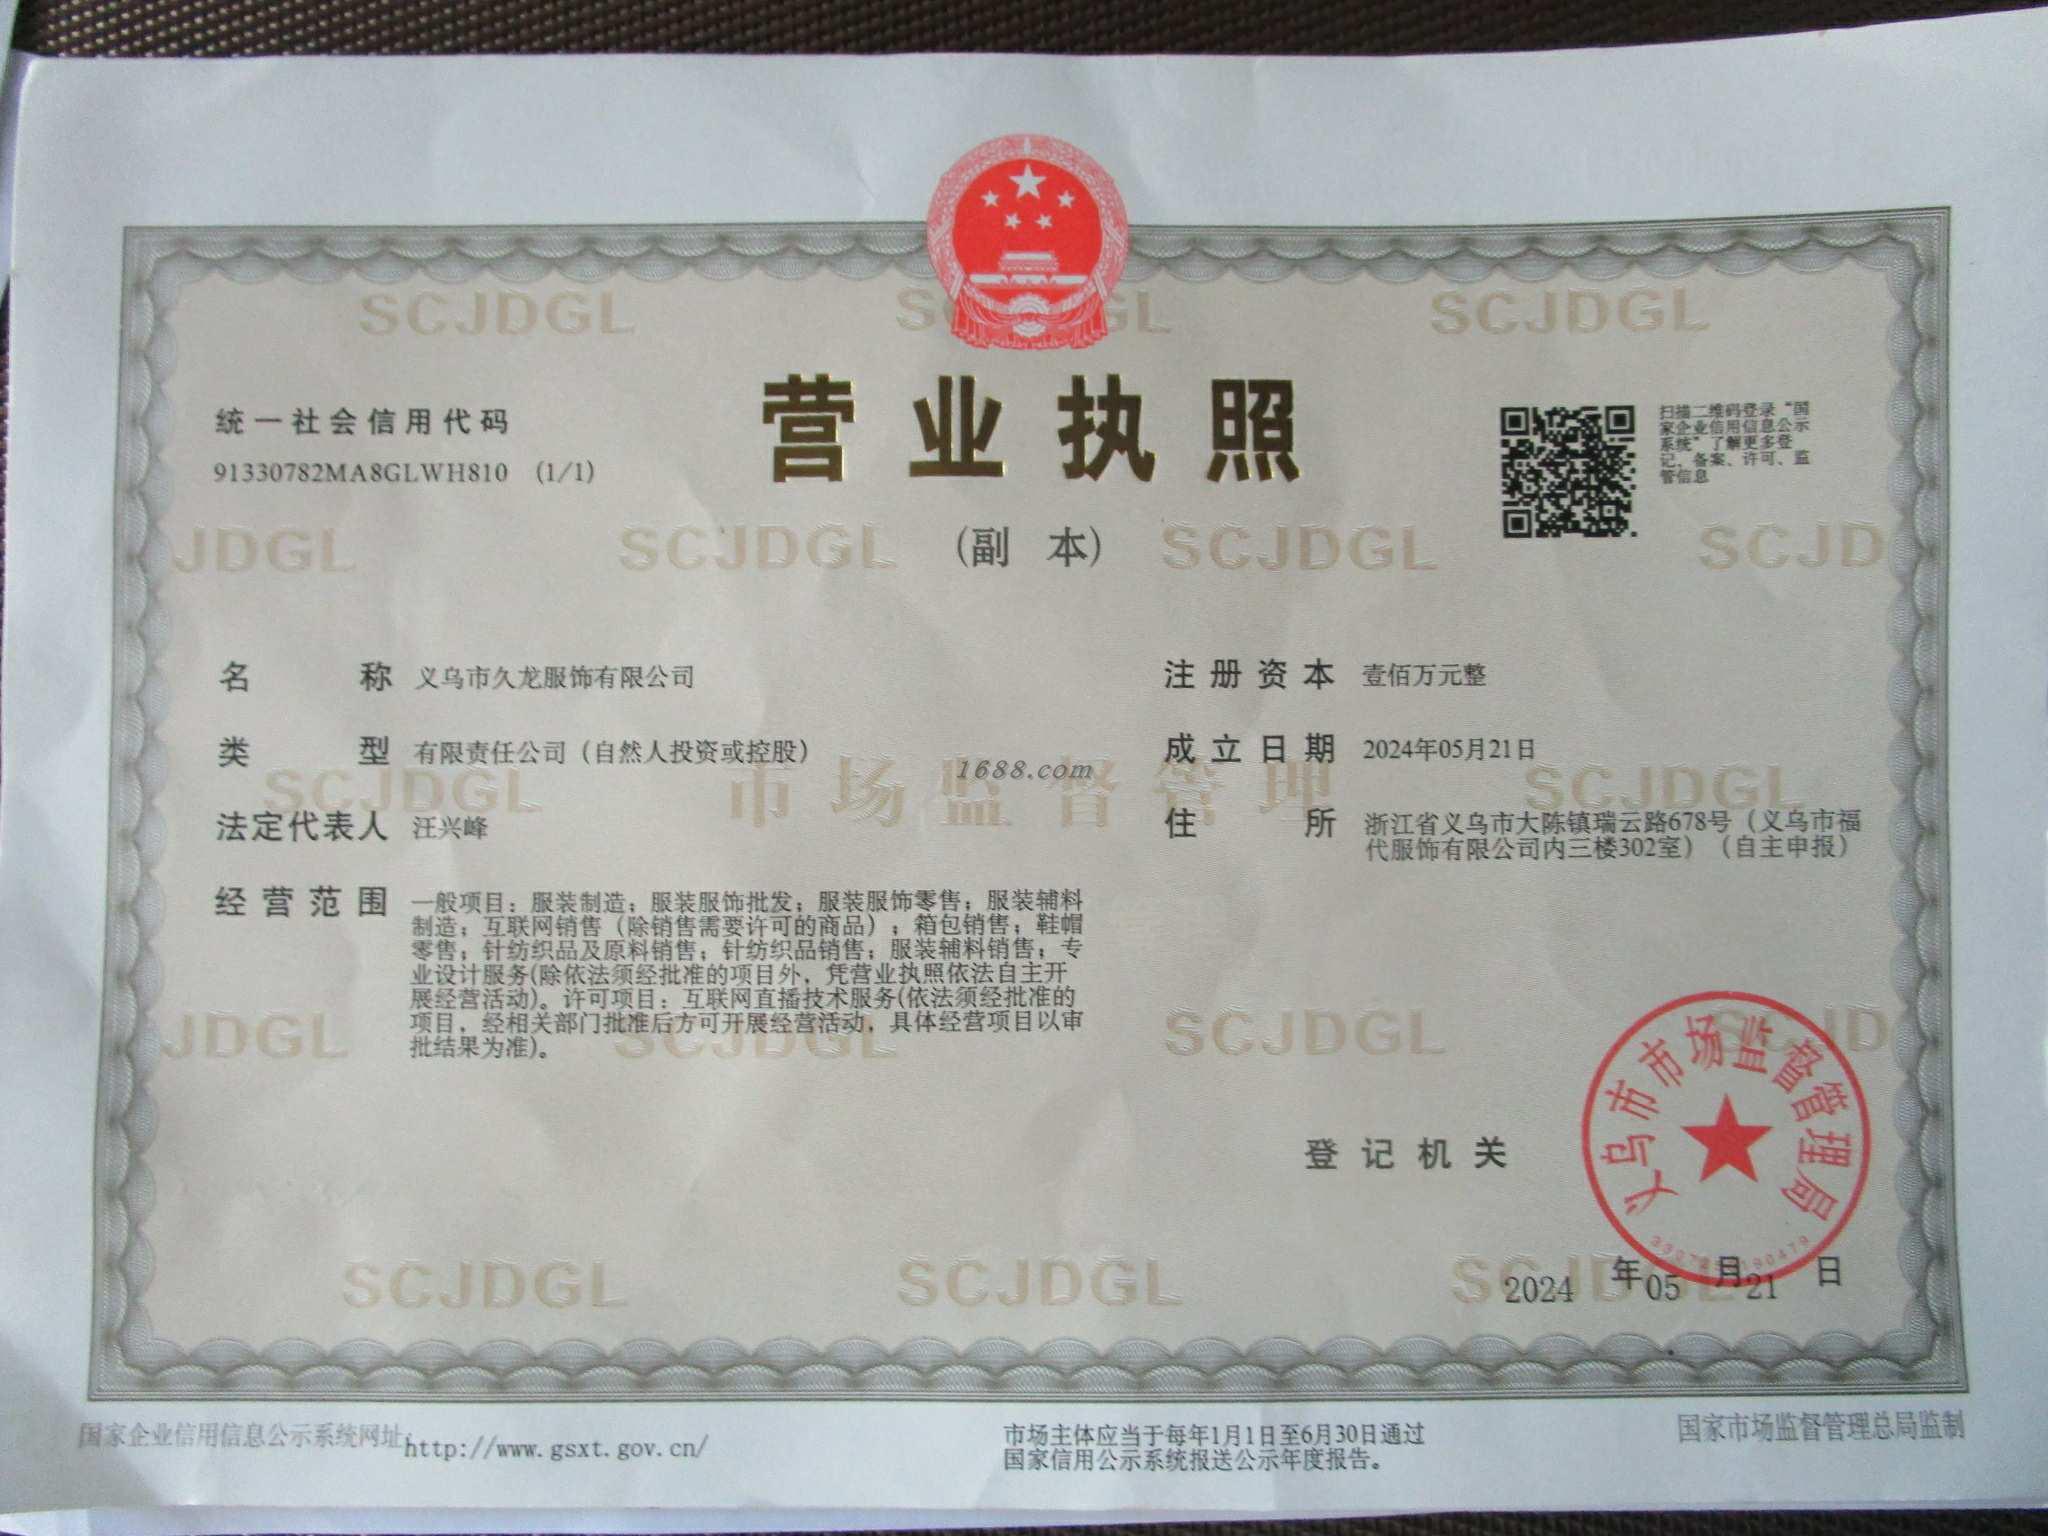 SCJDGL SCJDGL SCJDGL
营业执照
(副 本)
统一社会信用代码
91330782MA8GLWH810 (1/1)
扫描二维码登录“国
家企业信用信息公示
系统”了解更多登
记、备案、许可、监
管信息
JDGL SCJDGL SCJDGL SCJD
名 称 义乌市久龙服饰有限公司
类 型 有限责任公司（自然人投资或控股）
法定代表人 汪兴峰
经营范围 一般项目：服装制造；服装服饰批发；服装服饰零售；服装辅料
制造；互联网销售（除销售需要许可的商品）；箱包销售；鞋帽
零售；针纺织品及原料销售；针纺织品销售；服装辅料销售；专
业设计服务(除依法须经批准的项目外，凭营业执照依法自主开
展经营活动)。许可项目：互联网直播技术服务(依法须经批准的
项目，经相关部门批准后方可开展经营活动，具体经营项目以审
批结果为准)。
注册资本 壹佰万元整
成立日期 2024年05月21日
住 所 浙江省义乌市大陈镇瑞云路678号（义乌市福
代服饰有限公司内三楼302室）（自主申报）
1688.com
SCJDGL 市场监督管理 SCJDGL
JDGL SCJDGL SCJDGL SCJD
登记机关
义乌市市场监督管理局
2024 年05 月21 日
SCJDGL SCJDGL SCJDGL
国家企业信用信息公示系统网址：http://www.gsxt.gov.cn/
市场主体应当于每年1月1日至6月30日通过
国家信用公示系统报送公示年度报告。
国家市场监督管理总局监制